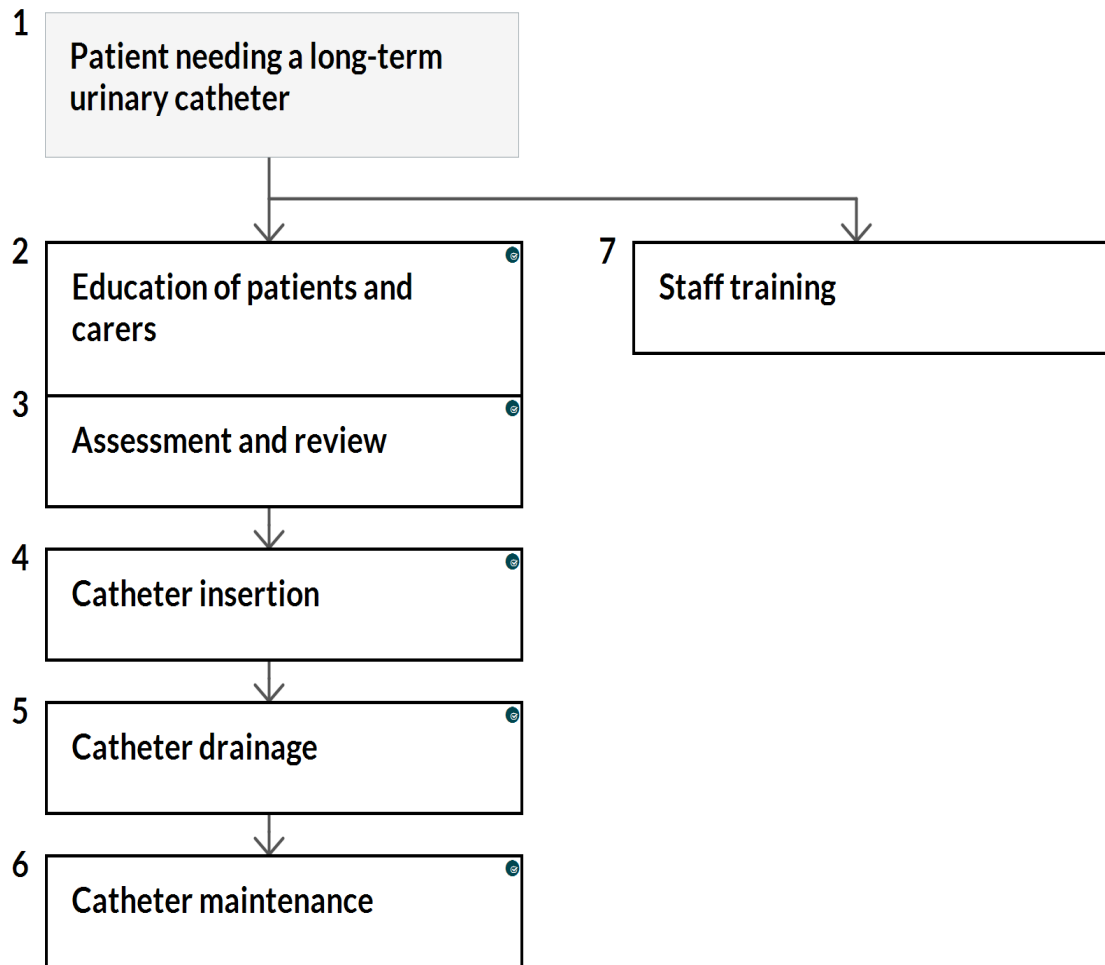 1
Patient needing a long-term
urinary catheter
2
Education of patients and
carers
7
Staff training
3
Assessment and review
4
Catheter insertion
5
Catheter drainage
6
Catheter maintenance